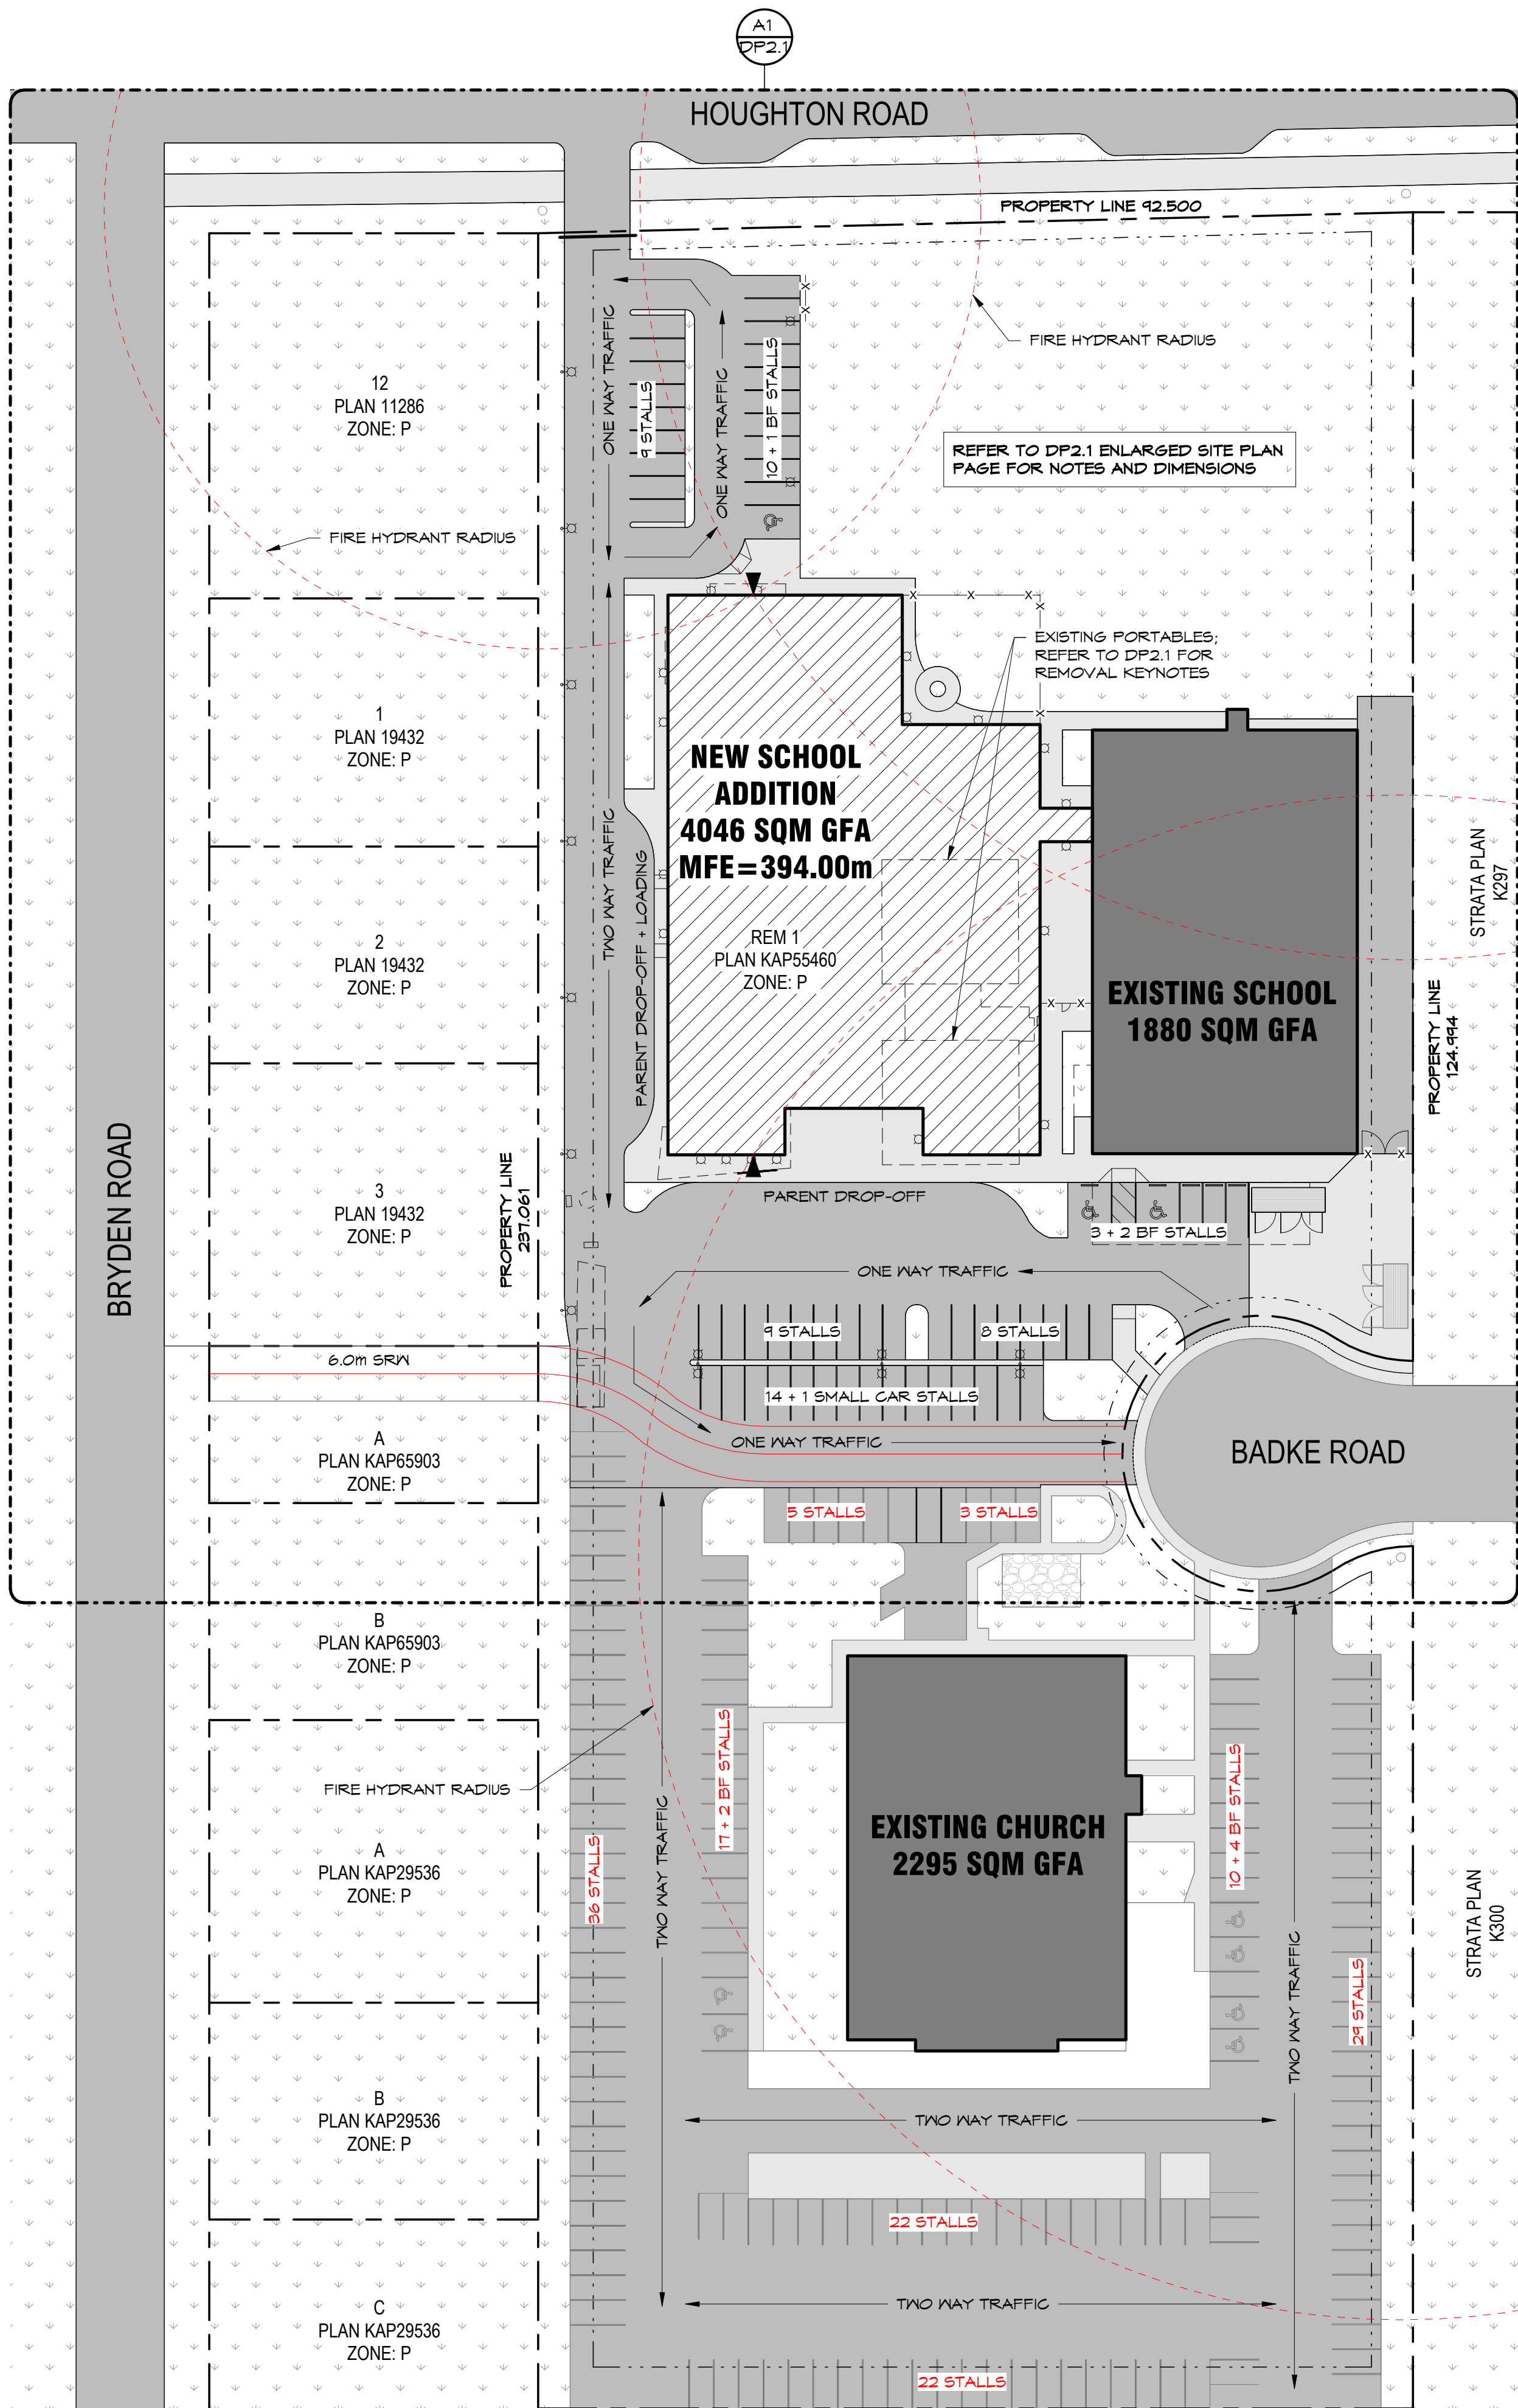 A1
DP2.1
HOUGHTON ROAD
PROPERTY LINE 92.500
FIRE HYDRANT RADIUS
ONE WAY TRAFFIC
9 STALLS
ONE WAY TRAFFIC
10 + 1 BF STALLS
12
PLAN 11286
ZONE: P
REFER TO DP2.1 ENLARGED SITE PLAN
PAGE FOR NOTES AND DIMENSIONS
FIRE HYDRANT RADIUS
EXISTING PORTABLES;
REFER TO DP2.1 FOR
REMOVAL KEYNOTES
1
PLAN 19432
ZONE: P
NEW SCHOOL
ADDITION
4046 SQM GFA
MFE=394.00m
TWO WAY TRAFFIC
PARENT DROP-OFF + LOADING
STRATA PLAN
K297
2
PLAN 19432
ZONE: P
REM 1
PLAN KAP55460
ZONE: P
EXISTING SCHOOL
1880 SQM GFA
PROPERTY LINE
124.994
BRYDEN ROAD
3
PLAN 19432
ZONE: P
PROPERTY LINE
237.061
PARENT DROP-OFF
3 + 2 BF STALLS
ONE WAY TRAFFIC
9 STALLS
8 STALLS
6.0m SRW
14 + 1 SMALL CAR STALLS
A
PLAN KAP65903
ZONE: P
ONE WAY TRAFFIC
BADKE ROAD
5 STALLS
3 STALLS
B
PLAN KAP65903
ZONE: P
FIRE HYDRANT RADIUS
17 + 2 BF STALLS
10 + 4 BF STALLS
A
PLAN KAP29536
ZONE: P
36 STALLS
TWO WAY TRAFFIC
EXISTING CHURCH
2295 SQM GFA
TWO WAY TRAFFIC
29 STALLS
STRATA PLAN
K300
B
PLAN KAP29536
ZONE: P
TWO WAY TRAFFIC
22 STALLS
C
PLAN KAP29536
ZONE: P
TWO WAY TRAFFIC
22 STALLS